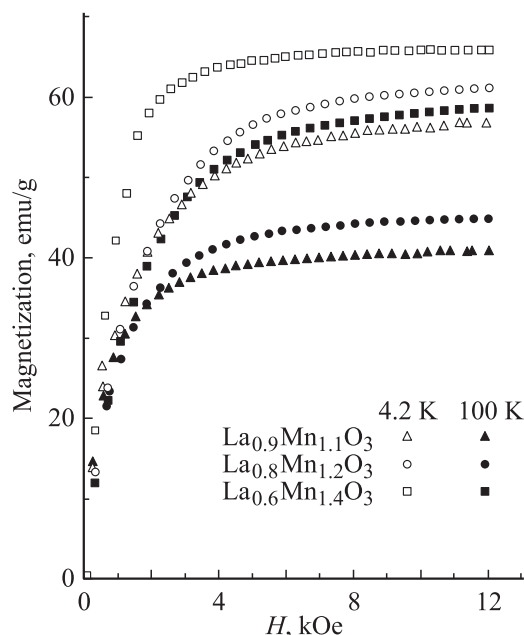 Magnetization, emu/g
60
40
20
0
4.2 K 100 K
La0.9Mn1.1O3 △ ▲
La0.8Mn1.2O3 ○ ●
La0.6Mn1.4O3 □ ■
0 4 8 12
H, kOe